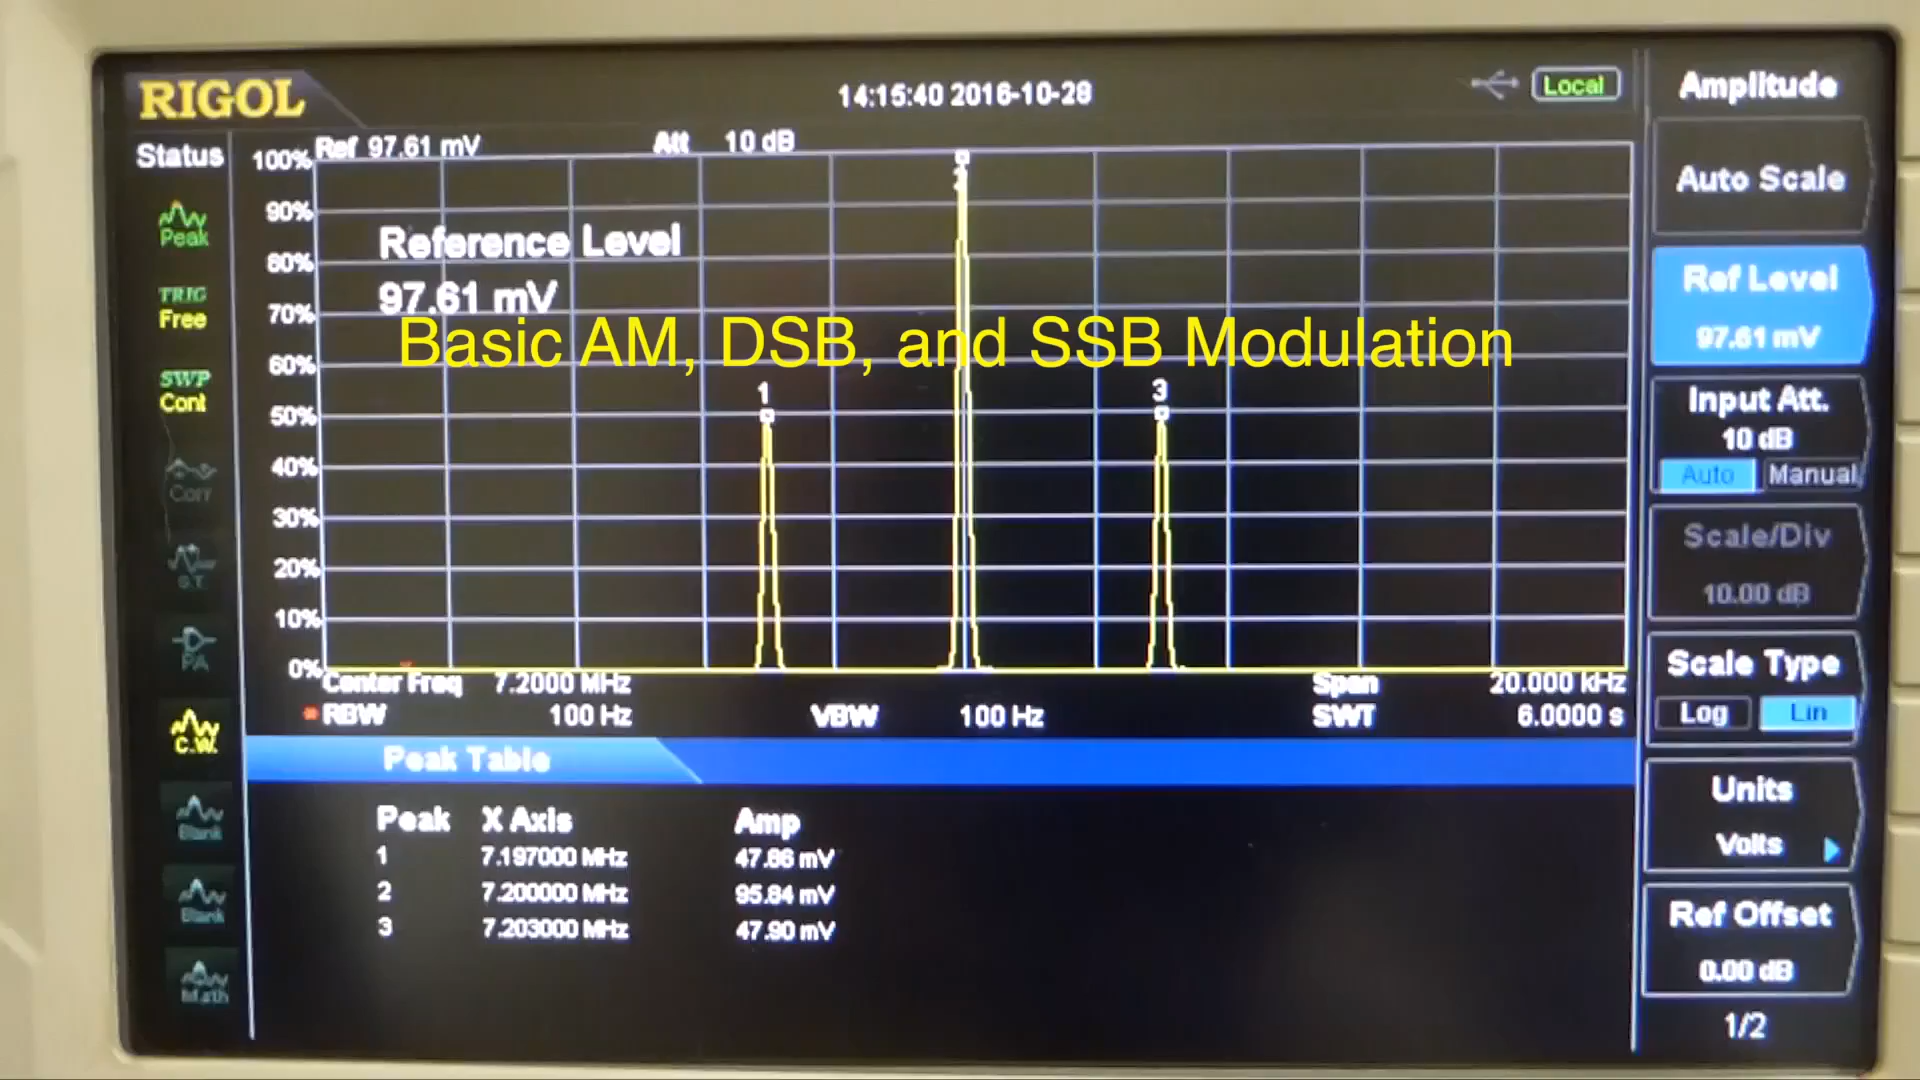 RIGOL
14:15:40 2016-10-28
Local
Amplitude
Status
Ref 97.61 mV
Att 10 dB
100%
90%
80%
70%
60%
50%
40%
30%
20%
10%
0%
Reference Level
97.61 mV
Basic AM, DSB, and SSB Modulation
1
2
3
Peak
TRIG
Free
SWP
Cont
Corr
S.T
PA
C.W.
Blank
Blank
Math
Center Freq 7.2000 MHz
Span 20.000 kHz
RBW 100 Hz
VBW 100 Hz
SWT 6.0000 s
Peak Table
Peak X Axis Amp
1 7.197000 MHz 47.86 mV
2 7.200000 MHz 95.84 mV
3 7.203000 MHz 47.90 mV
Auto Scale
Ref Level
97.61 mV
Input Att.
10 dB
Auto Manual
Scale/Div
10.00 dB
Scale Type
Log Lin
Units
Volts
Ref Offset
0.00 dB
1/2